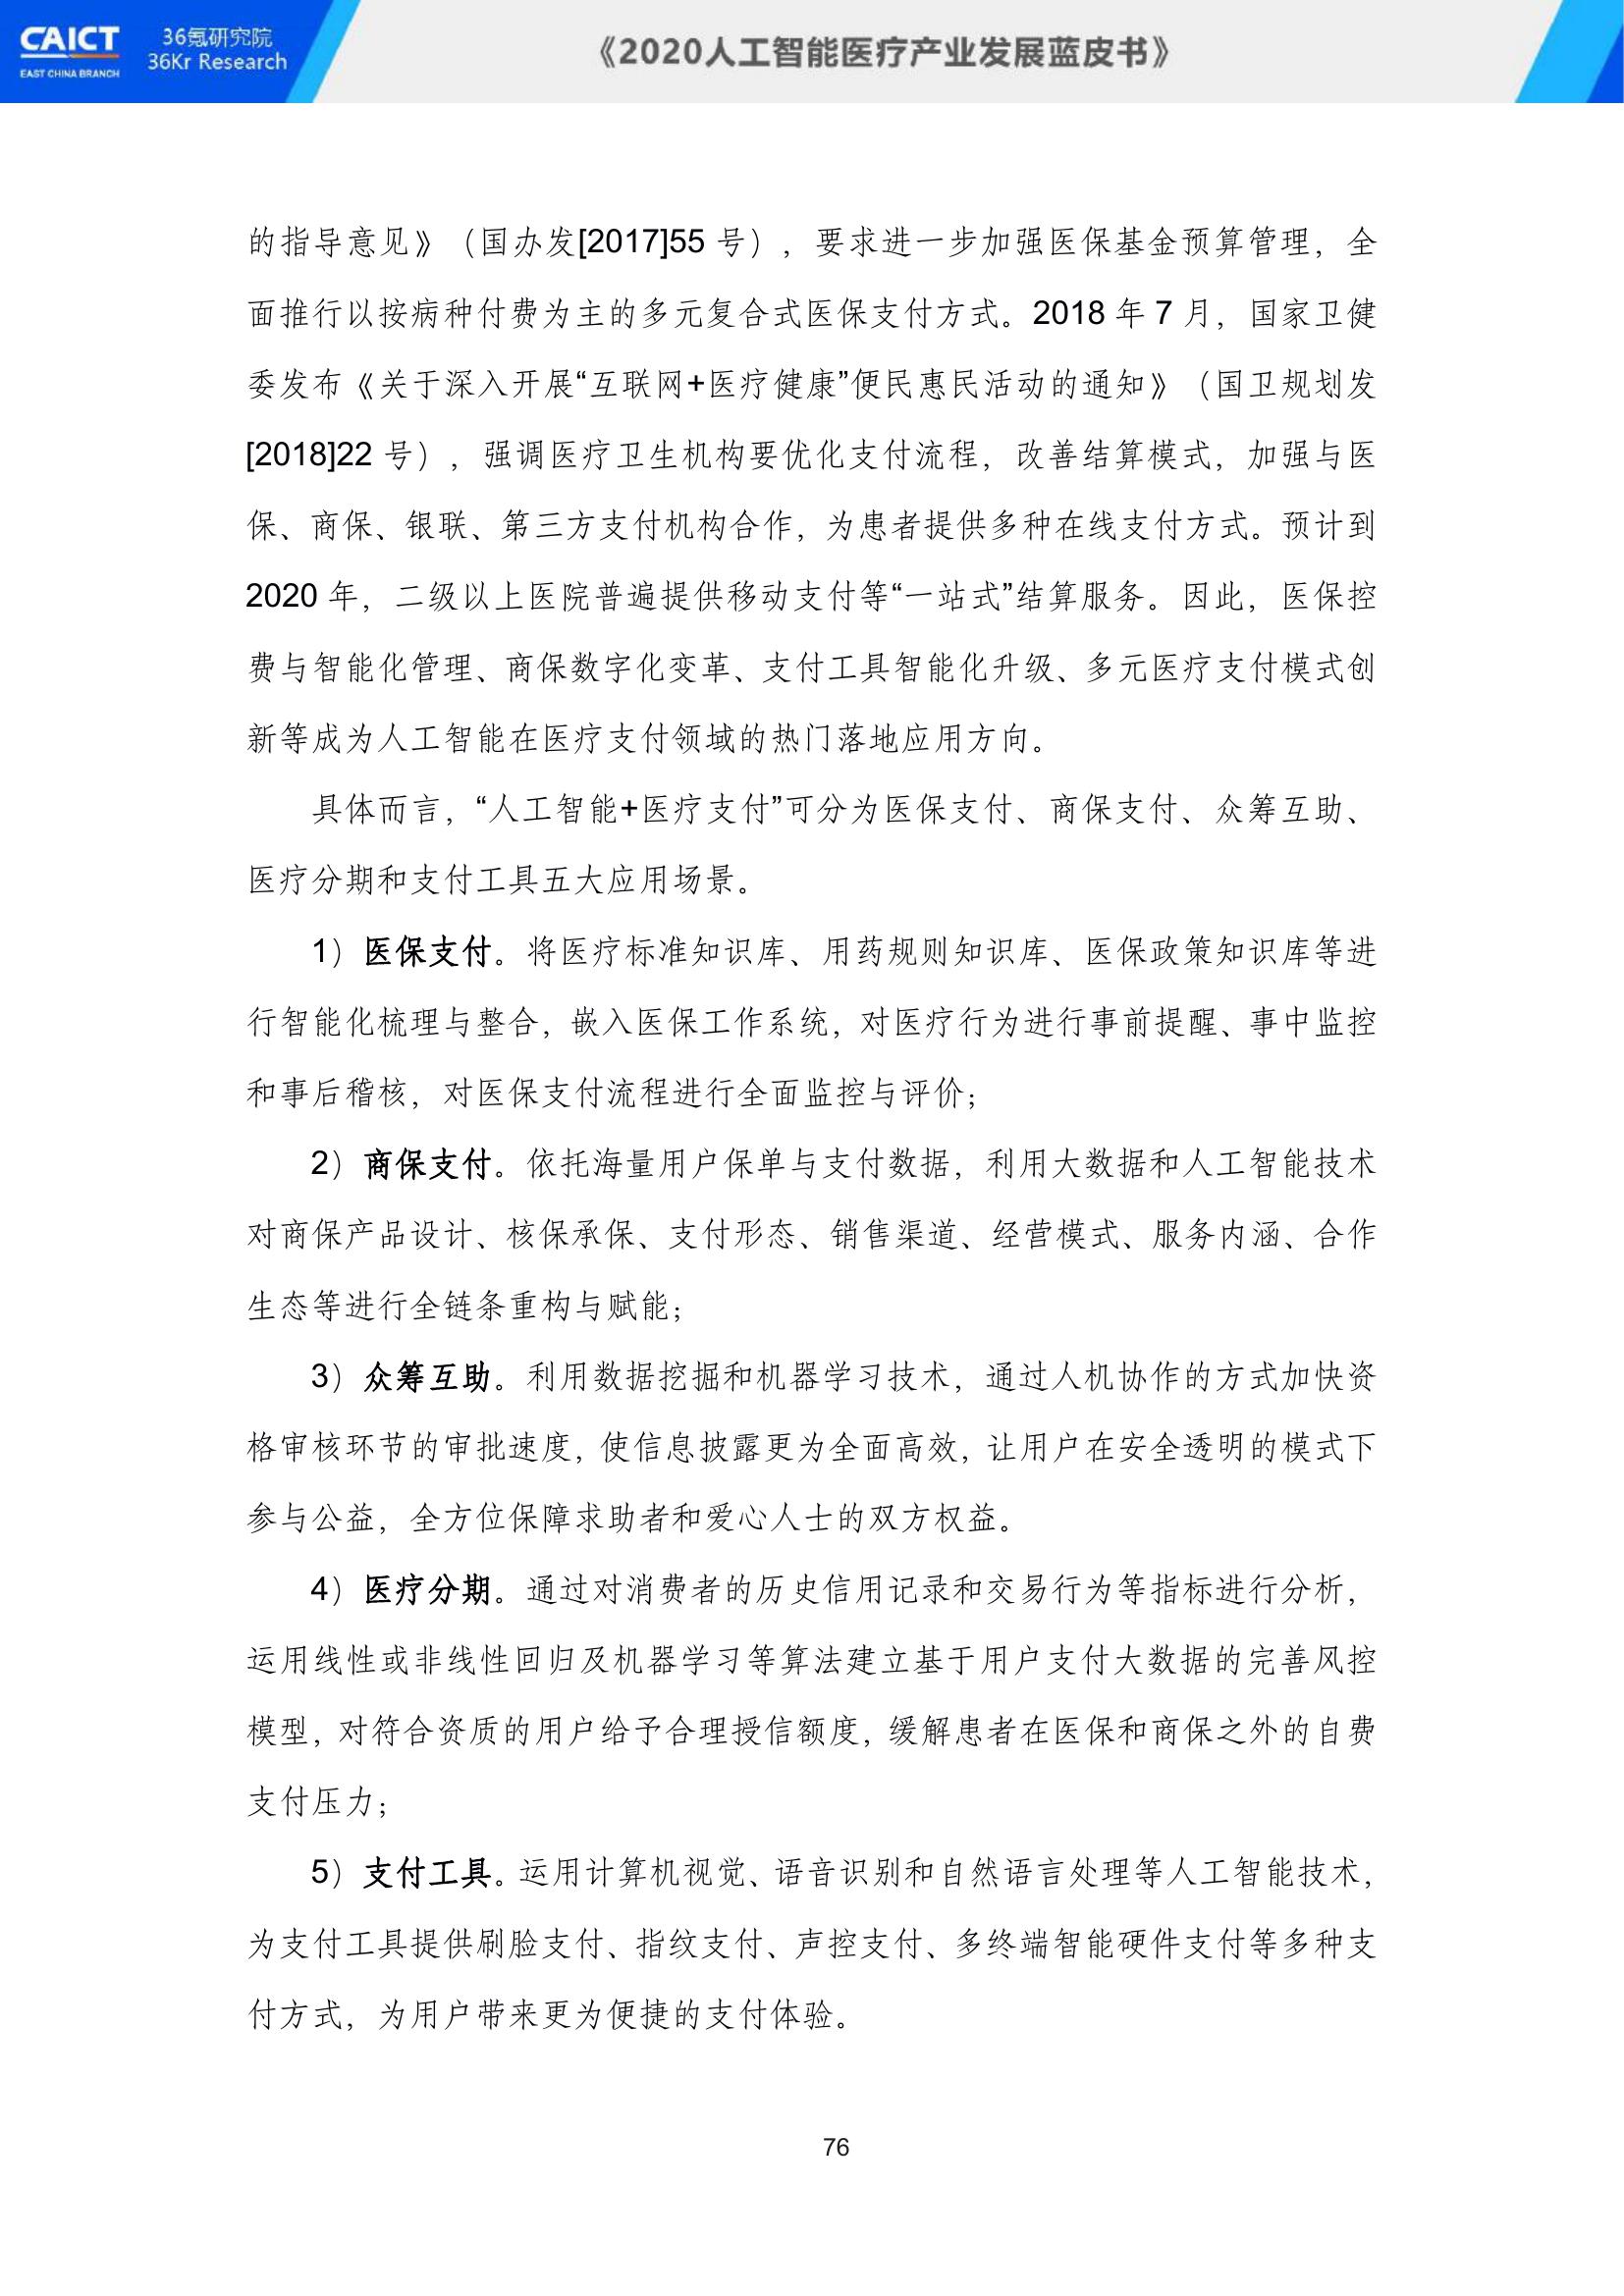 CAICT
EAST CHINA BRANCH
36氪研究院
36Kr Research
《2020人工智能医疗产业发展蓝皮书》
的指导意见》（国办发[2017]55 号），要求进一步加强医保基金预算管理，全
面推行以按病种付费为主的多元复合式医保支付方式。2018 年 7 月，国家卫健
委发布《关于深入开展“互联网+医疗健康”便民惠民活动的通知》（国卫规划发
[2018]22 号），强调医疗卫生机构要优化支付流程，改善结算模式，加强与医
保、商保、银联、第三方支付机构合作，为患者提供多种在线支付方式。预计到
2020 年，二级以上医院普遍提供移动支付等“一站式”结算服务。因此，医保控
费与智能化管理、商保数字化变革、支付工具智能化升级、多元医疗支付模式创
新等成为人工智能在医疗支付领域的热门落地应用方向。
具体而言，“人工智能+医疗支付”可分为医保支付、商保支付、众筹互助、
医疗分期和支付工具五大应用场景。
1）医保支付。将医疗标准知识库、用药规则知识库、医保政策知识库等进
行智能化梳理与整合，嵌入医保工作系统，对医疗行为进行事前提醒、事中监控
和事后稽核，对医保支付流程进行全面监控与评价；
2）商保支付。依托海量用户保单与支付数据，利用大数据和人工智能技术
对商保产品设计、核保承保、支付形态、销售渠道、经营模式、服务内涵、合作
生态等进行全链条重构与赋能；
3）众筹互助。利用数据挖掘和机器学习技术，通过人机协作的方式加快资
格审核环节的审批速度，使信息披露更为全面高效，让用户在安全透明的模式下
参与公益，全方位保障求助者和爱心人士的双方权益。
4）医疗分期。通过对消费者的历史信用记录和交易行为等指标进行分析，
运用线性或非线性回归及机器学习等算法建立基于用户支付大数据的完善风控
模型，对符合资质的用户给予合理授信额度，缓解患者在医保和商保之外的自费
支付压力；
5）支付工具。运用计算机视觉、语音识别和自然语言处理等人工智能技术，
为支付工具提供刷脸支付、指纹支付、声控支付、多终端智能硬件支付等多种支
付方式，为用户带来更为便捷的支付体验。
76